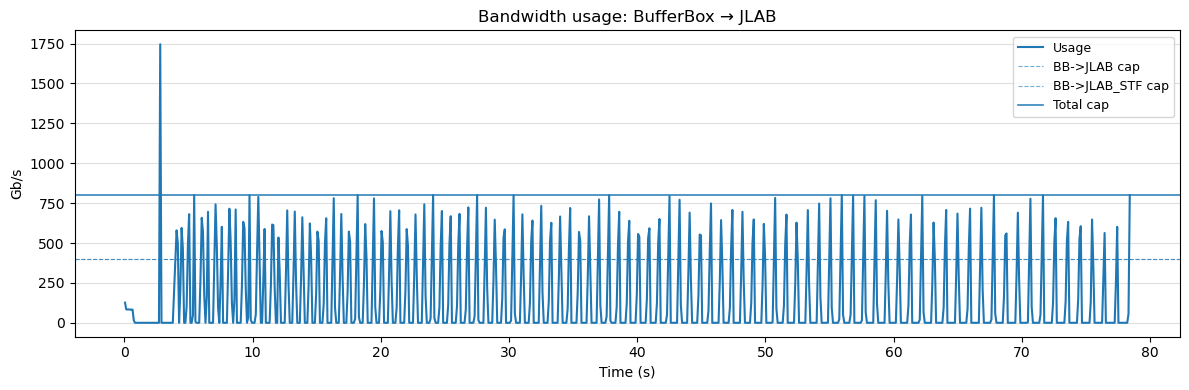 Bandwidth usage: BufferBox → JLAB
Usage
BB->JLAB cap
BB->JLAB_STF cap
Total cap
Gb/s
1750
1500
1250
1000
750
500
250
0
0 10 20 30 40 50 60 70 80
Time (s)